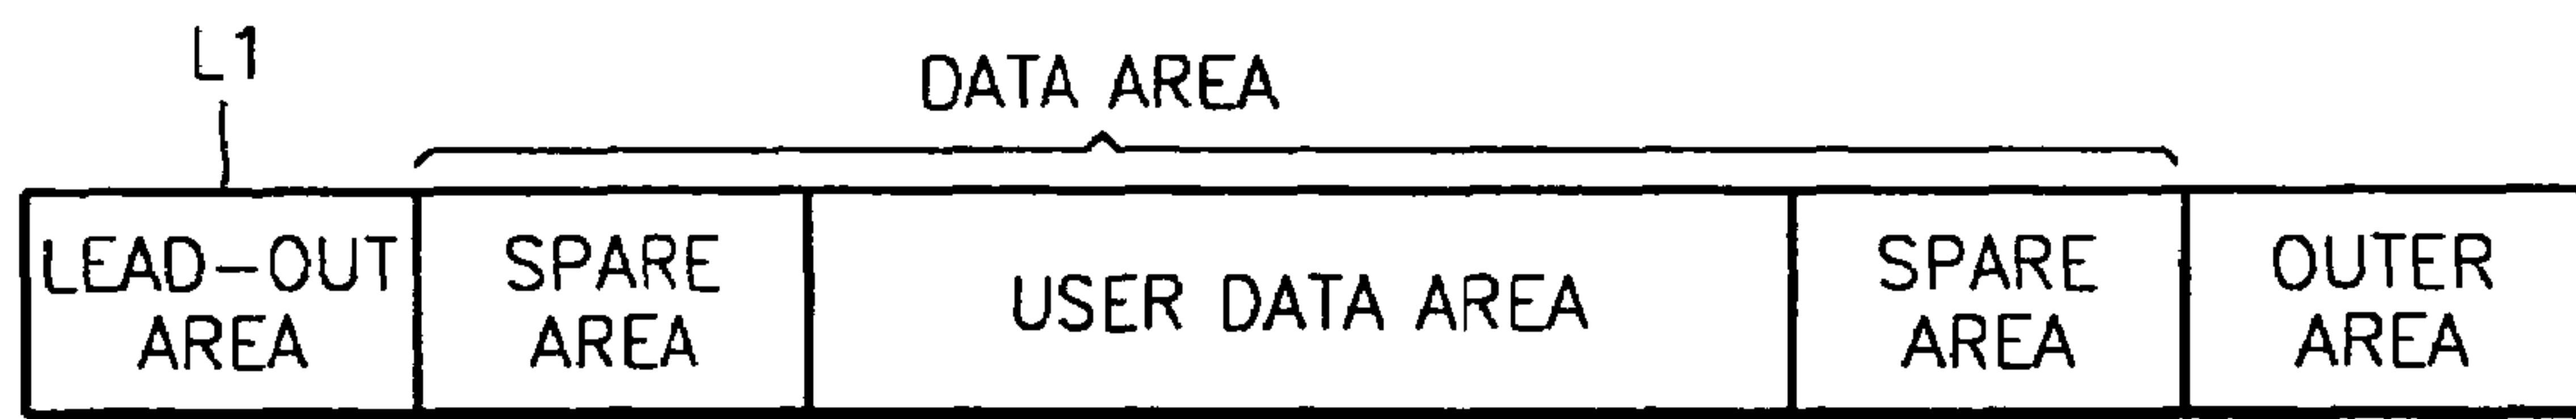 L1
DATA AREA
LEAD-OUT
AREA
SPARE
AREA
USER DATA AREA
SPARE
AREA
OUTER
AREA